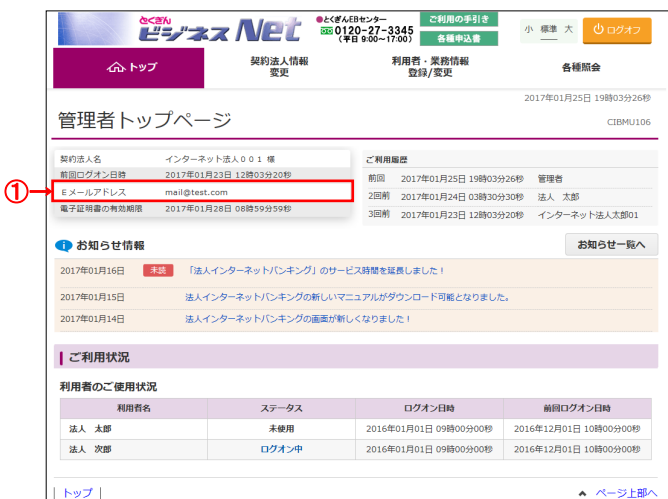 とくぎん
ビジネス Net
●とくぎんEBセンター
0120-27-3345
(平日 9:00~17:00)
ご利用の手引き
各種申込書
小 標準 大
ログオフ
トップ
契約法人情報
変更
利用者・業務情報
登録/変更
各種照会
2017年01月25日 19時03分26秒
管理者トップページ
CIBMU106
契約法人名 インターネット法人００１ 様
前回ログオン日時 2017年01月23日 12時03分20秒
① Ｅメールアドレス mail@test.com
電子証明書の有効期限 2017年01月28日 08時59分59秒
ご利用履歴
前回 2017年01月25日 19時03分26秒 管理者
2回前 2017年01月24日 03時30分30秒 法人 太郎
3回前 2017年01月23日 12時03分20秒 インターネット法人太郎01
お知らせ情報
お知らせ一覧へ
2017年01月16日 未読 「法人インターネットバンキング」のサービス時間を延長しました！
2017年01月15日 法人インターネットバンキングの新しいマニュアルがダウンロード可能となりました。
2017年01月14日 法人インターネットバンキングの画面が新しくなりました！
ご利用状況
利用者のご使用状況
利用者名 ステータス ログオン日時 前回ログオン日時
法人 太郎 未使用 2016年01月01日 09時00分00秒 2016年12月01日 10時00分00秒
法人 次郎 ログオン中 2016年01月01日 09時00分00秒 2016年12月01日 10時00分00秒
トップ
ページ上部へ